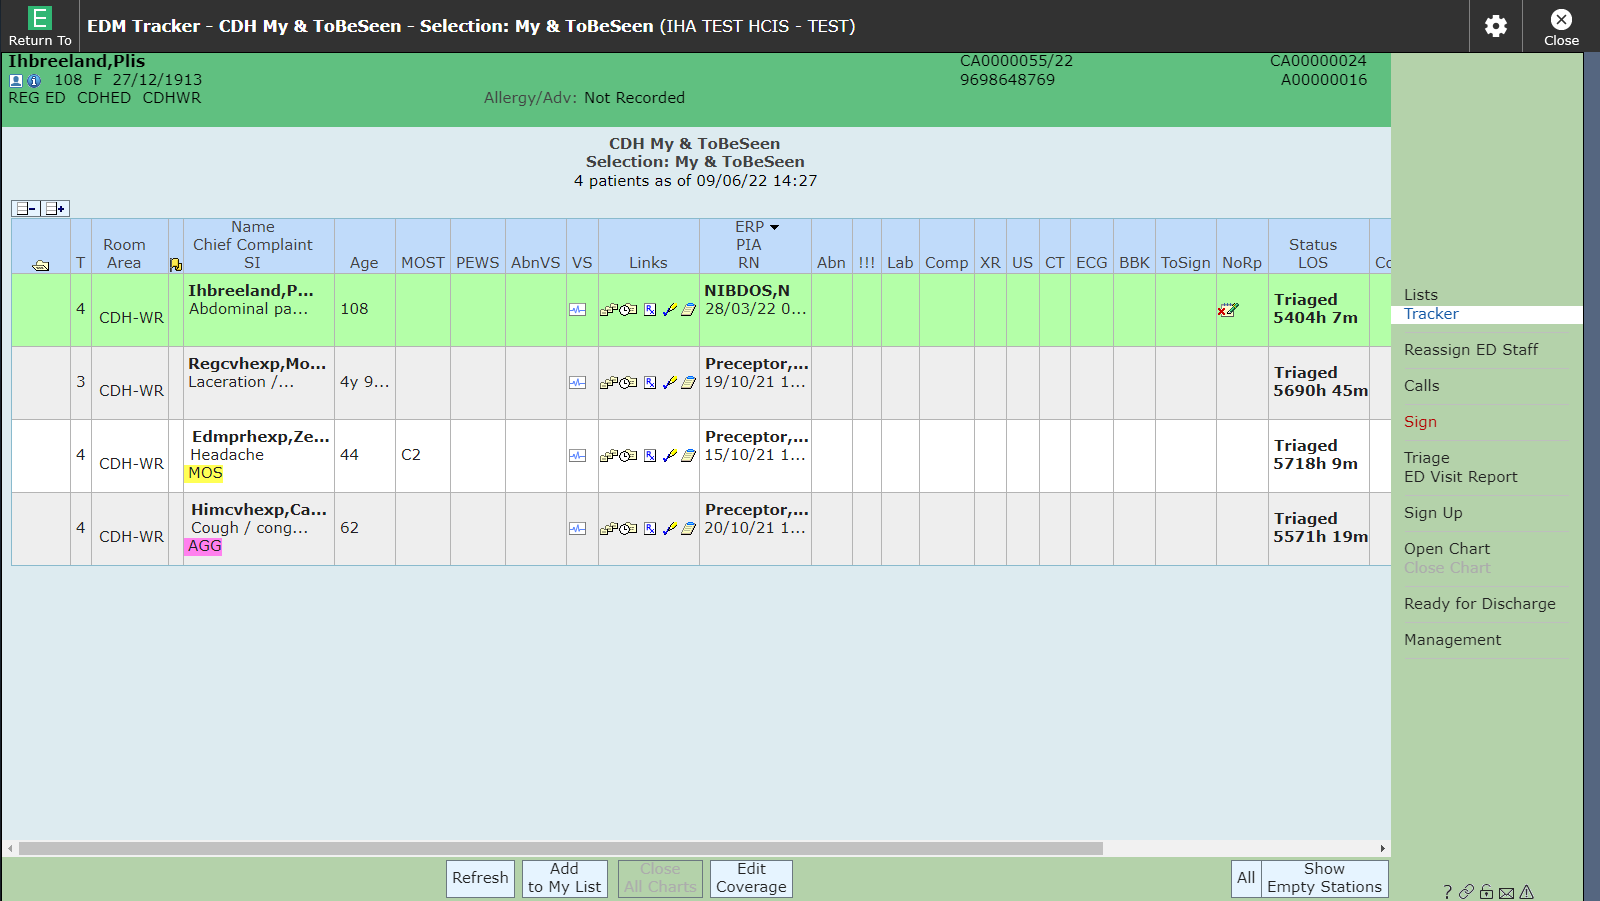 E
Return To
EDM Tracker - CDH My & ToBeSeen - Selection: My & ToBeSeen (IHA TEST HCIS - TEST)
Close
Ihbreeland,Plis
108 F 27/12/1913
REG ED CDHED CDHWR
Allergy/Adv: Not Recorded
CA0000055/22
9698648769
CA00000024
A00000016
CDH My & ToBeSeen
Selection: My & ToBeSeen
4 patients as of 09/06/22 14:27
T
Room
Area
Name
Chief Complaint
SI
Age
MOST
PEWS
AbnVS
VS
Links
ERP
PIA
RN
Abn
!!!
Lab
Comp
XR
US
CT
ECG
BBK
ToSign
NoRp
Status
LOS
Co
4
CDH-WR
Ihbreeland,P...
Abdominal pa...
108
NIBDOS,N
28/03/22 0...
Triaged
5404h 7m
3
CDH-WR
Regcvhexp,Mo...
Laceration /...
4y 9...
Preceptor,...
19/10/21 1...
Triaged
5690h 45m
4
CDH-WR
Edmprhexp,Ze...
Headache
MOS
44
C2
Preceptor,...
15/10/21 1...
Triaged
5718h 9m
4
CDH-WR
Himcvhexp,Ca...
Cough / cong...
AGG
62
Preceptor,...
20/10/21 1...
Triaged
5571h 19m
Lists
Tracker
Reassign ED Staff
Calls
Sign
Triage
ED Visit Report
Sign Up
Open Chart
Close Chart
Ready for Discharge
Management
Refresh
Add
to My List
Close
All Charts
Edit
Coverage
All
Show
Empty Stations
?